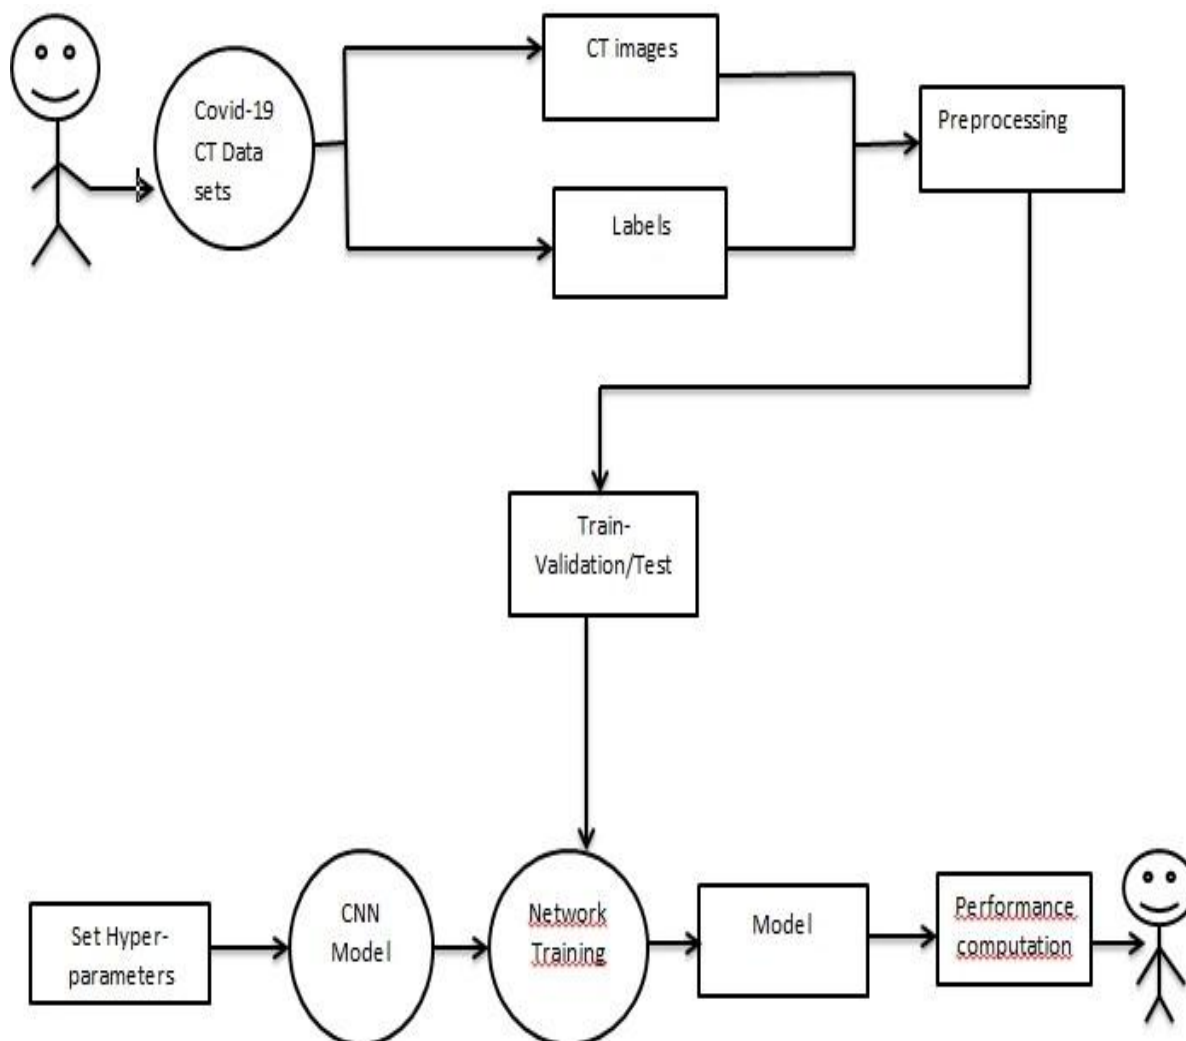 Covid-19
CT Data
sets
CT images
Labels
Preprocessing
Train-
Validation/Test
Set Hyper-
parameters
CNN
Model
Network
Training
Model
Performance
computation